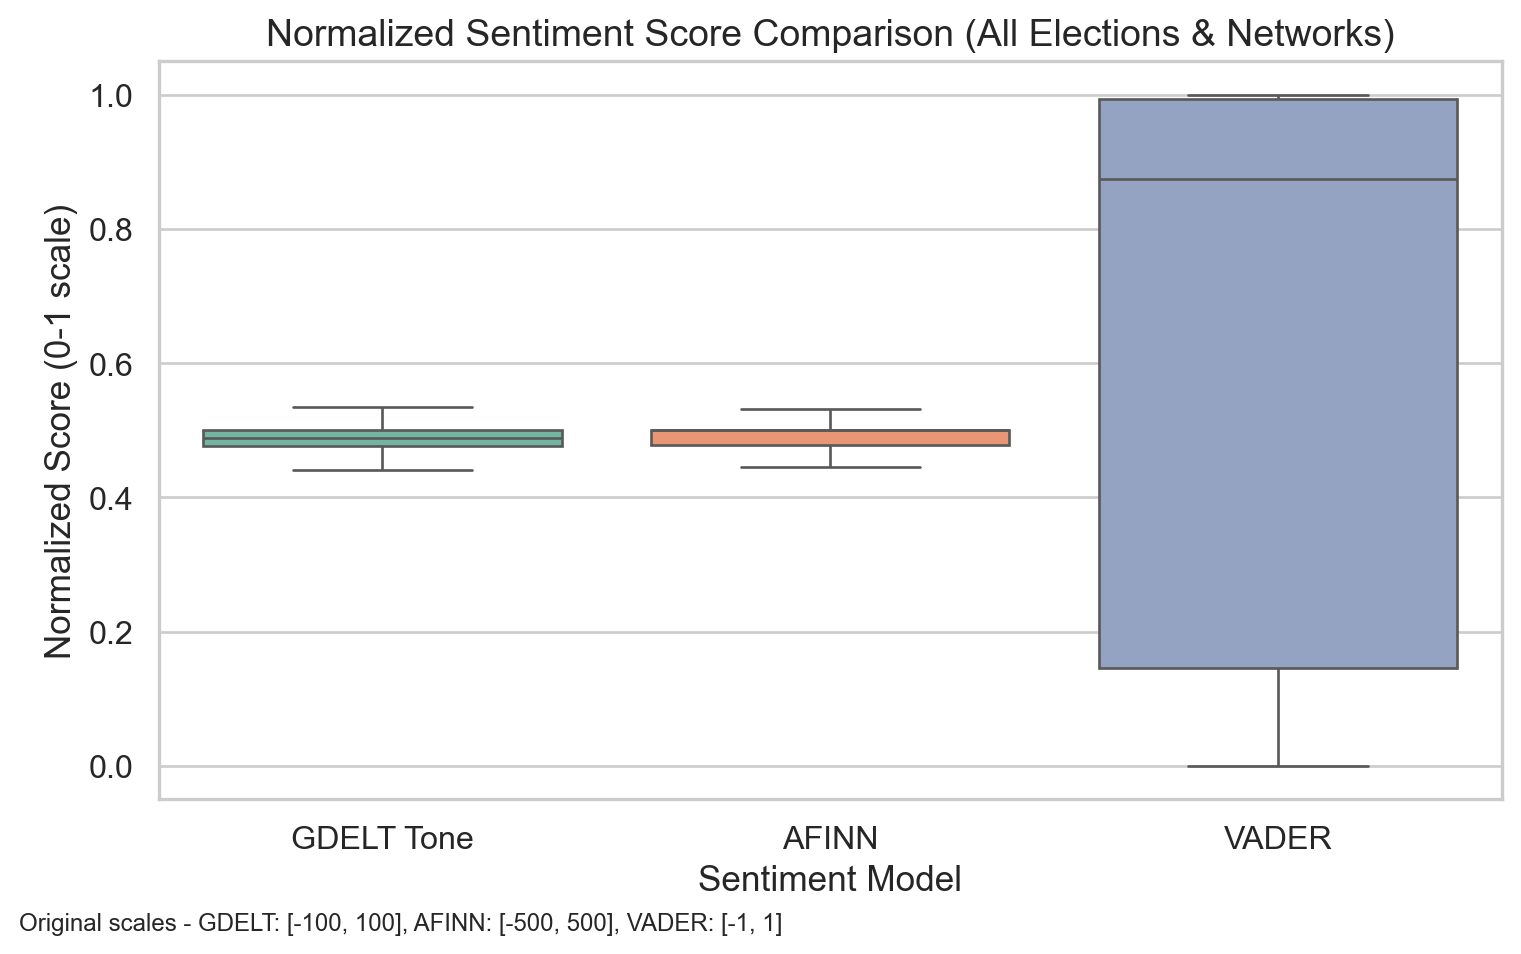 Normalized Sentiment Score Comparison (All Elections & Networks)
Normalized Score (0-1 scale)
1.0
0.8
0.6
0.4
0.2
0.0
GDELT Tone
AFINN
VADER
Sentiment Model
Original scales - GDELT: [-100, 100], AFINN: [-500, 500], VADER: [-1, 1]